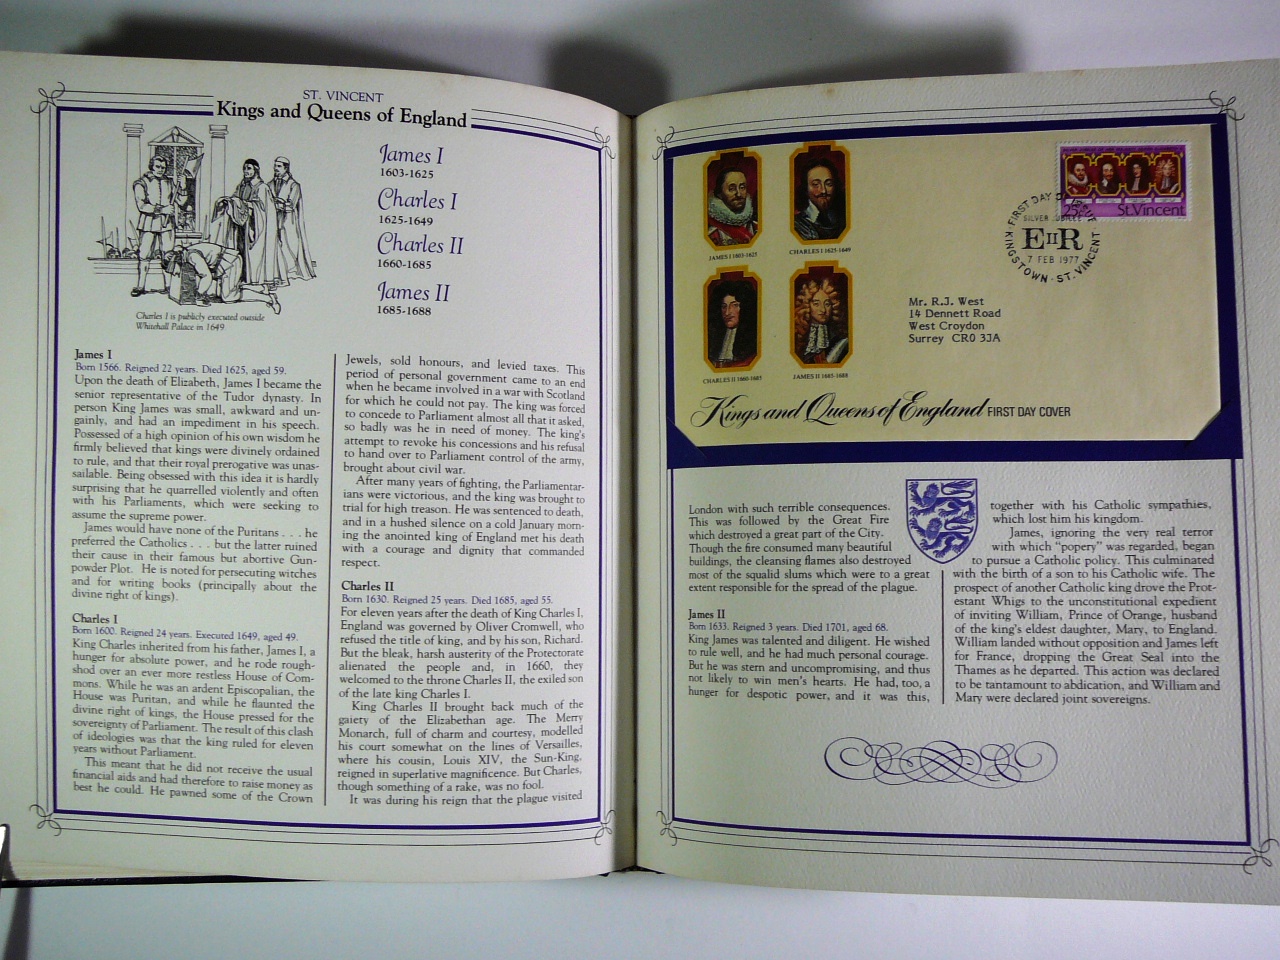 ST. VINCENT
Kings and Queens of England
James I
1603-1625
Charles I
1625-1649
Charles II
1660-1685
James II
1685-1688
Charles I is publicly executed outside
Whitehall Palace in 1649
James I
Born 1566. Reigned 22 years. Died 1625, aged 59.
Upon the death of Elizabeth, James I became the
senior representative of the Tudor dynasty. In
person King James was small, awkward and un-
gainly, and had an impediment in his speech.
Possessed of a high opinion of his own wisdom he
firmly believed that kings were divinely ordained
to rule, and that their royal prerogative was unas-
sailable. Being obsessed with this idea it is hardly
surprising that he quarrelled violently and often
with his Parliaments, which were seeking to
assume the supreme power.
James would have none of the Puritans . . . he
preferred the Catholics . . . but the latter ruined
their cause in their famous but abortive Gun-
powder Plot. He is noted for persecuting witches
and for writing books (principally about the
divine right of kings).
Charles I
Born 1600. Reigned 24 years. Executed 1649, aged 49.
King Charles inherited from his father, James I, a
hunger for absolute power, and he rode rough-
shod over an ever more restless House of Com-
mons. While he was an ardent Episcopalian, the
House was Puritan, and while he flaunted the
divine right of kings, the House pressed for the
sovereignty of Parliament. The result of this clash
of ideologies was that the king ruled for eleven
years without Parliament.
This meant that he did not receive the usual
financial aids and had therefore to raise money as
best he could. He pawned some of the Crown
Jewels, sold honours, and levied taxes. This
period of personal government came to an end
when he became involved in a war with Scotland
for which he could not pay. The king was forced
to concede to Parliament almost all that it asked,
so badly was he in need of money. The king's
attempt to revoke his concessions and his refusal
to hand over to Parliament control of the army,
brought about civil war.
After many years of fighting, the Parliamentar-
ians were victorious, and the king was brought to
trial for high treason. He was sentenced to death,
and in a hushed silence on a cold January morn-
ing the anointed king of England met his death
with a courage and dignity that commanded
respect.
Charles II
Born 1630. Reigned 25 years. Died 1685, aged 55.
For eleven years after the death of King Charles I,
England was governed by Oliver Cromwell, who
refused the title of king, and by his son, Richard.
But the bleak, harsh austerity of the Protectorate
alienated the people and, in 1660, they
welcomed to the throne Charles II, the exiled son
of the late king Charles I.
King Charles II brought back much of the
gaiety of the Elizabethan age. The Merry
Monarch, full of charm and courtesy, modelled
his court somewhat on the lines of Versailles,
where his cousin, Louis XIV, the Sun-King,
reigned in superlative magnificence. But Charles,
though something of a rake, was no fool.
It was during his reign that the plague visited
JAMES I 1603-1625
CHARLES I 1625-1649
CHARLES II 1660-1685
JAMES II 1685-1688
25c
St.Vincent
FIRST DAY OF ISSUE
SILVER JUBILEE
EIIR
7 FEB 1977
KINGSTOWN - ST. VINCENT
Mr. R.J. West
14 Dennett Road
West Croydon
Surrey CR0 3JA
Kings and Queens of England FIRST DAY COVER
London with such terrible consequences.
This was followed by the Great Fire
which destroyed a great part of the City.
Though the fire consumed many beautiful
buildings, the cleansing flames also destroyed
most of the squalid slums which were to a great
extent responsible for the spread of the plague.
James II
Born 1633. Reigned 3 years. Died 1701, aged 68.
King James was talented and diligent. He wished
to rule well, and he had much personal courage.
But he was stern and uncompromising, and thus
not likely to win men's hearts. He had, too, a
hunger for despotic power, and it was this,
together with his Catholic sympathies,
which lost him his kingdom.
James, ignoring the very real terror
with which "popery" was regarded, began
to pursue a Catholic policy. This culminated
with the birth of a son to his Catholic wife. The
prospect of another Catholic king drove the Prot-
estant Whigs to the unconstitutional expedient
of inviting William, Prince of Orange, husband
of the king's eldest daughter, Mary, to England.
William landed without opposition and James left
for France, dropping the Great Seal into the
Thames as he departed. This action was declared
to be tantamount to abdication, and William and
Mary were declared joint sovereigns.